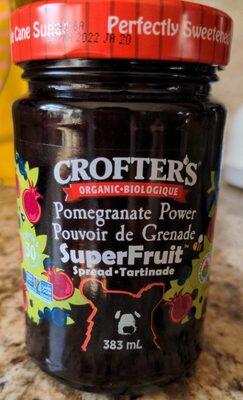 Cane Sugar
Perfectly Sweetened
2022 JA 20
CROFTER'S
ORGANIC•BIOLOGIQUE
Pomegranate Power
Pouvoir de Grenade
SuperFruit™
Spread•Tartinade
383 mL